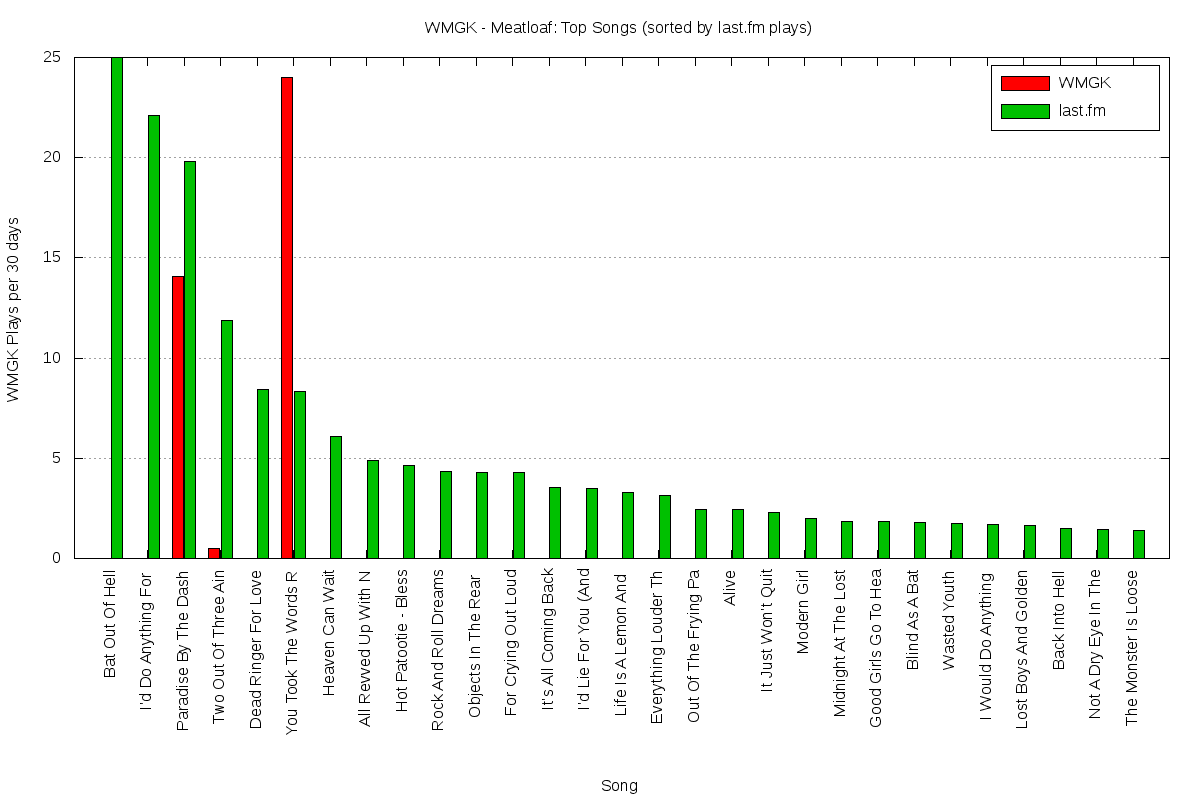 WMGK - Meatloaf: Top Songs (sorted by last.fm plays)
WMGK
last.fm
25
20
15
10
5
0
WMGK Plays per 30 days
Bat Out Of Hell
I'd Do Anything For
Paradise By The Dash
Two Out Of Three Ain
Dead Ringer For Love
You Took The Words R
Heaven Can Wait
All Revved Up With N
Hot Patootie - Bless
Rock And Roll Dreams
Objects In The Rear
For Crying Out Loud
It's All Coming Back
I'd Lie For You (And
Life Is A Lemon And
Everything Louder Th
Out Of The Frying Pa
Alive
It Just Won't Quit
Modern Girl
Midnight At The Lost
Good Girls Go To Hea
Blind As A Bat
Wasted Youth
I Would Do Anything
Lost Boys And Golden
Back Into Hell
Not A Dry Eye In The
The Monster Is Loose
Song